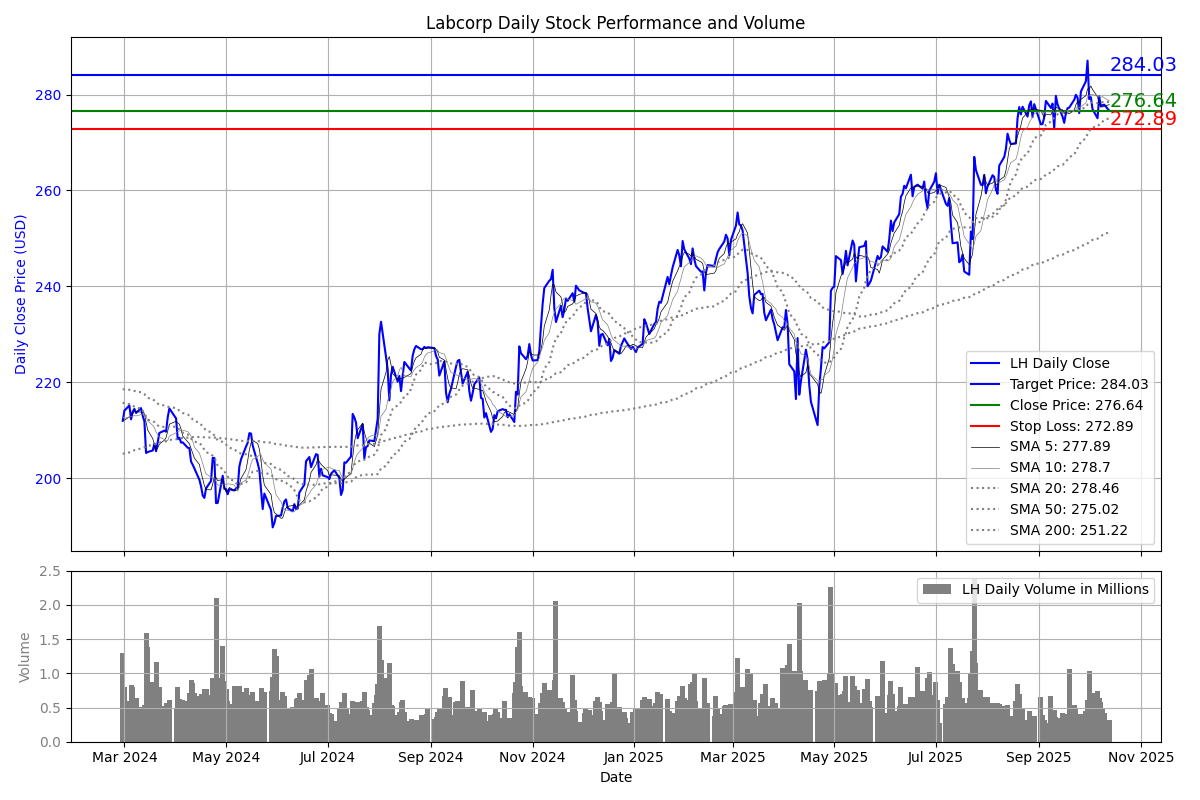 Labcorp Daily Stock Performance and Volume
Daily Close Price (USD)
280
260
240
220
200
284.03
276.64
272.89
LH Daily Close
Target Price: 284.03
Close Price: 276.64
Stop Loss: 272.89
SMA 5: 277.89
SMA 10: 278.7
SMA 20: 278.46
SMA 50: 275.02
SMA 200: 251.22
Volume
2.5
2.0
1.5
1.0
0.5
0.0
LH Daily Volume in Millions
Mar 2024 May 2024 Jul 2024 Sep 2024 Nov 2024 Jan 2025 Mar 2025 May 2025 Jul 2025 Sep 2025 Nov 2025
Date